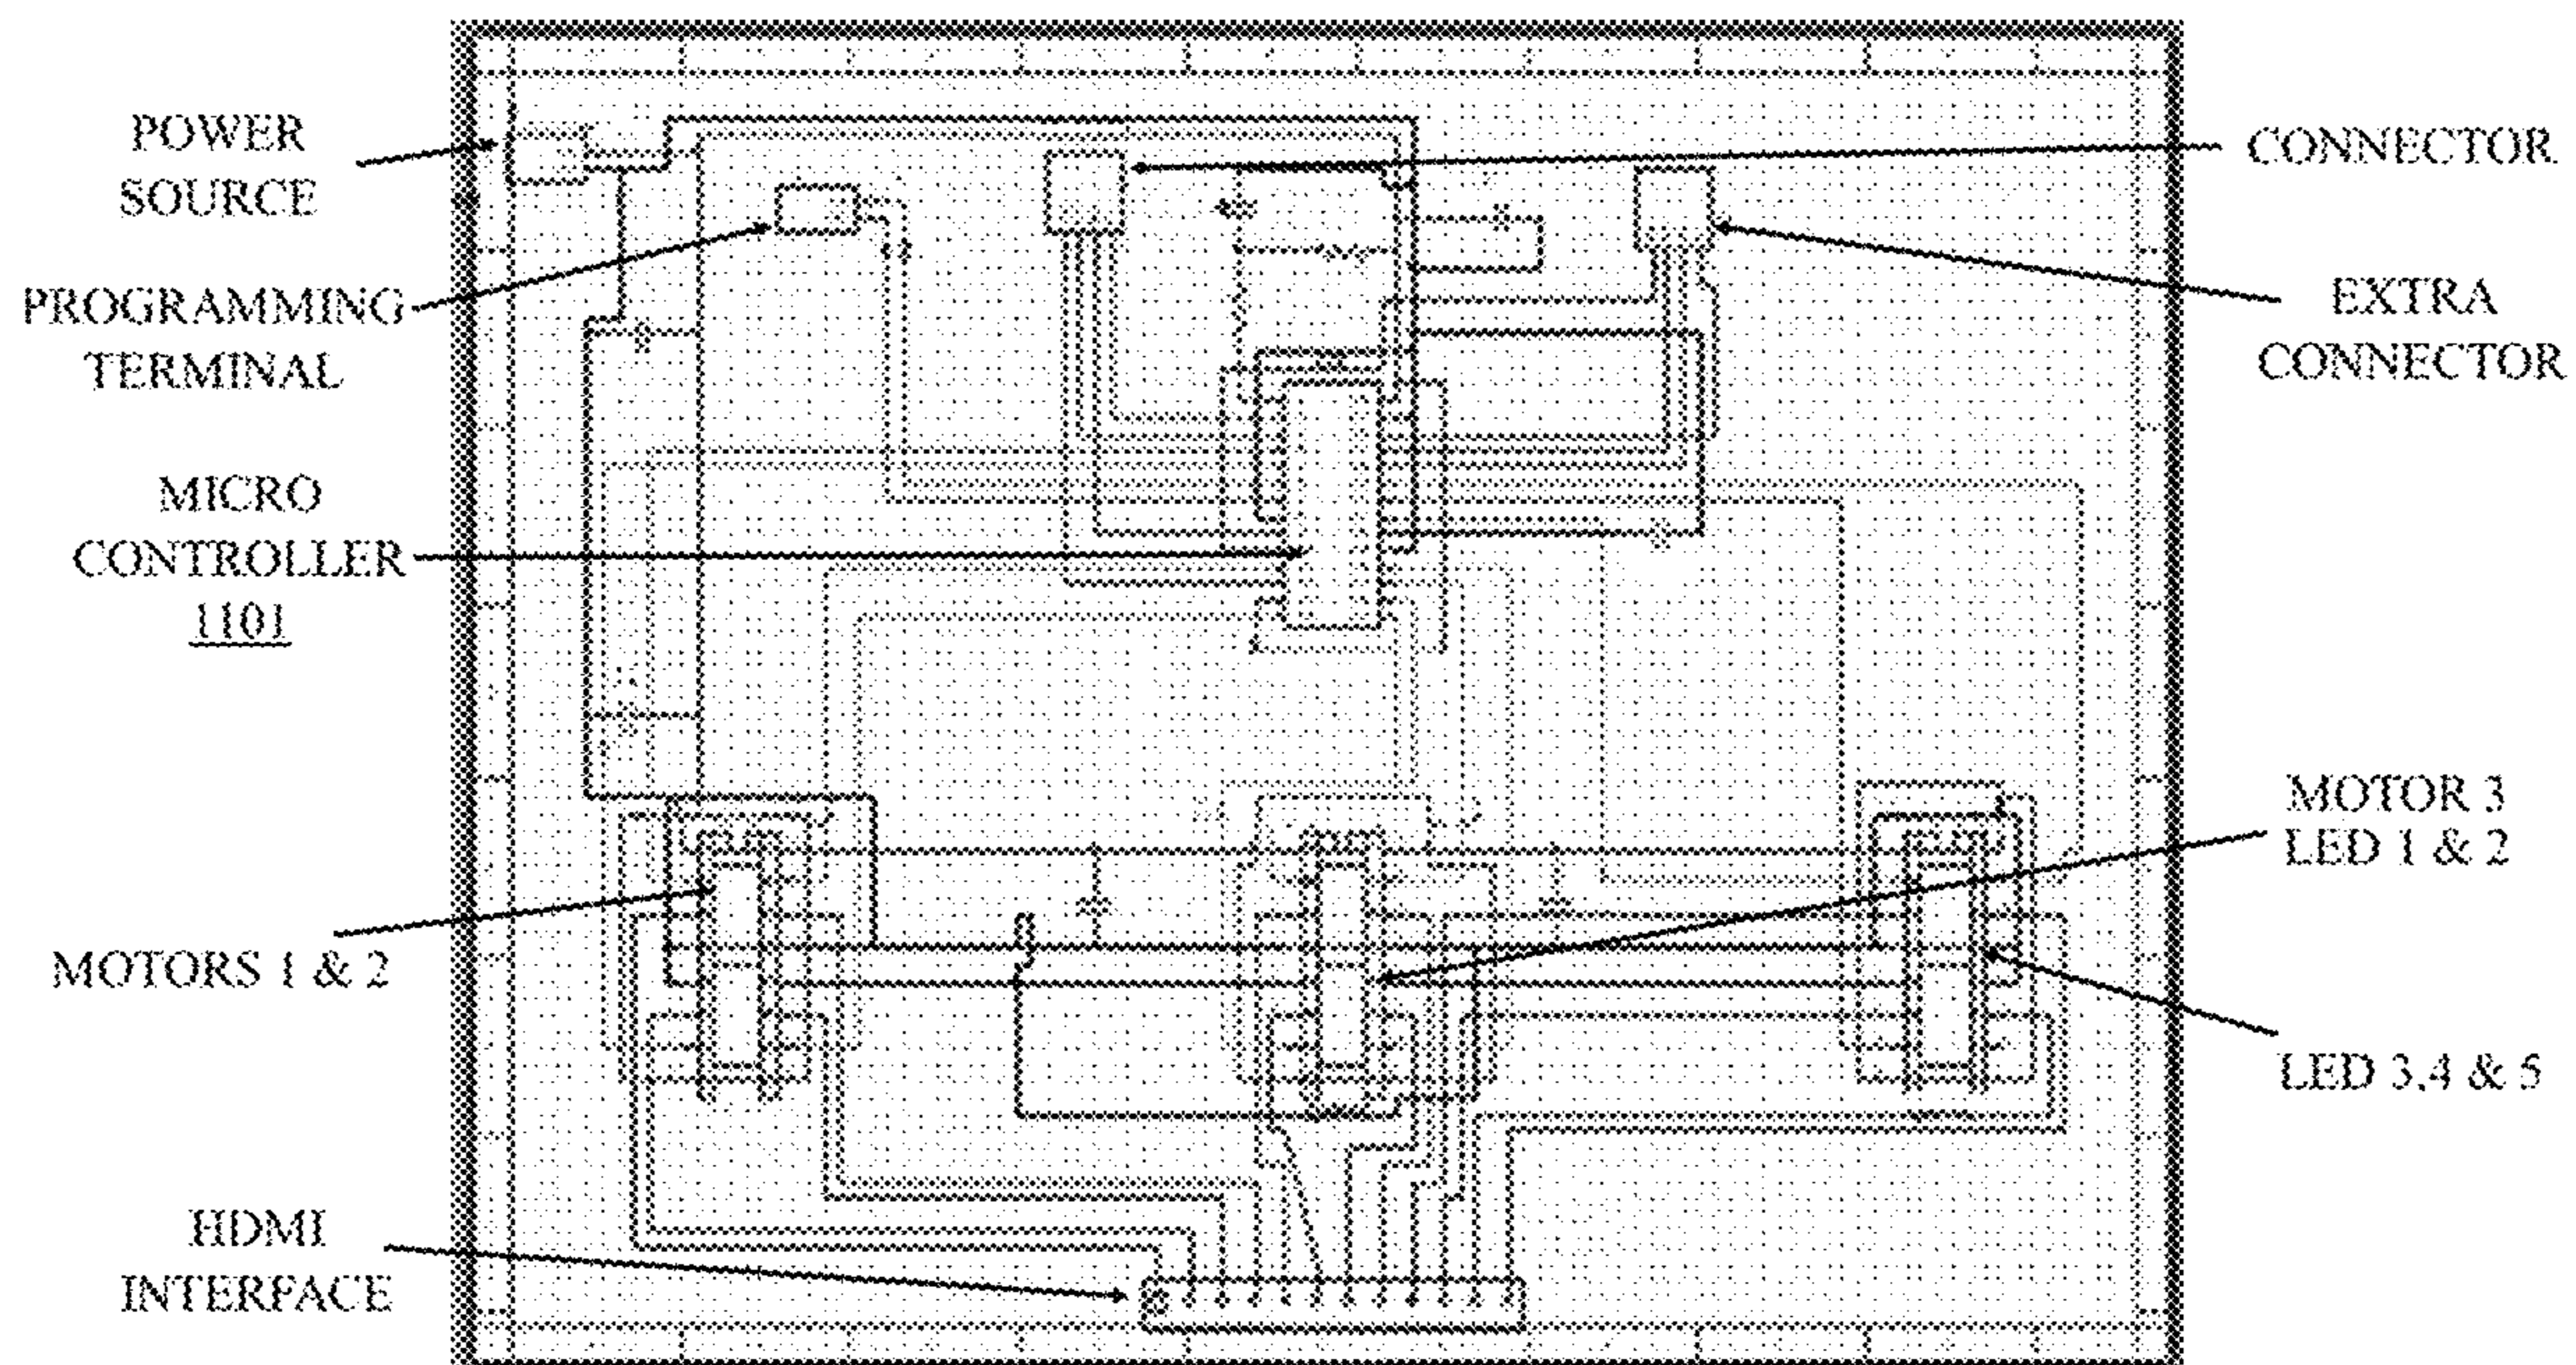 POWER
SOURCE
PROGRAMMING
TERMINAL
MICRO
CONTROLLER
1101
MOTORS 1 & 2
HDMI
INTERFACE
CONNECTOR
EXTRA
CONNECTOR
MOTOR 3
LED 1 & 2
LED 3,4 & 5